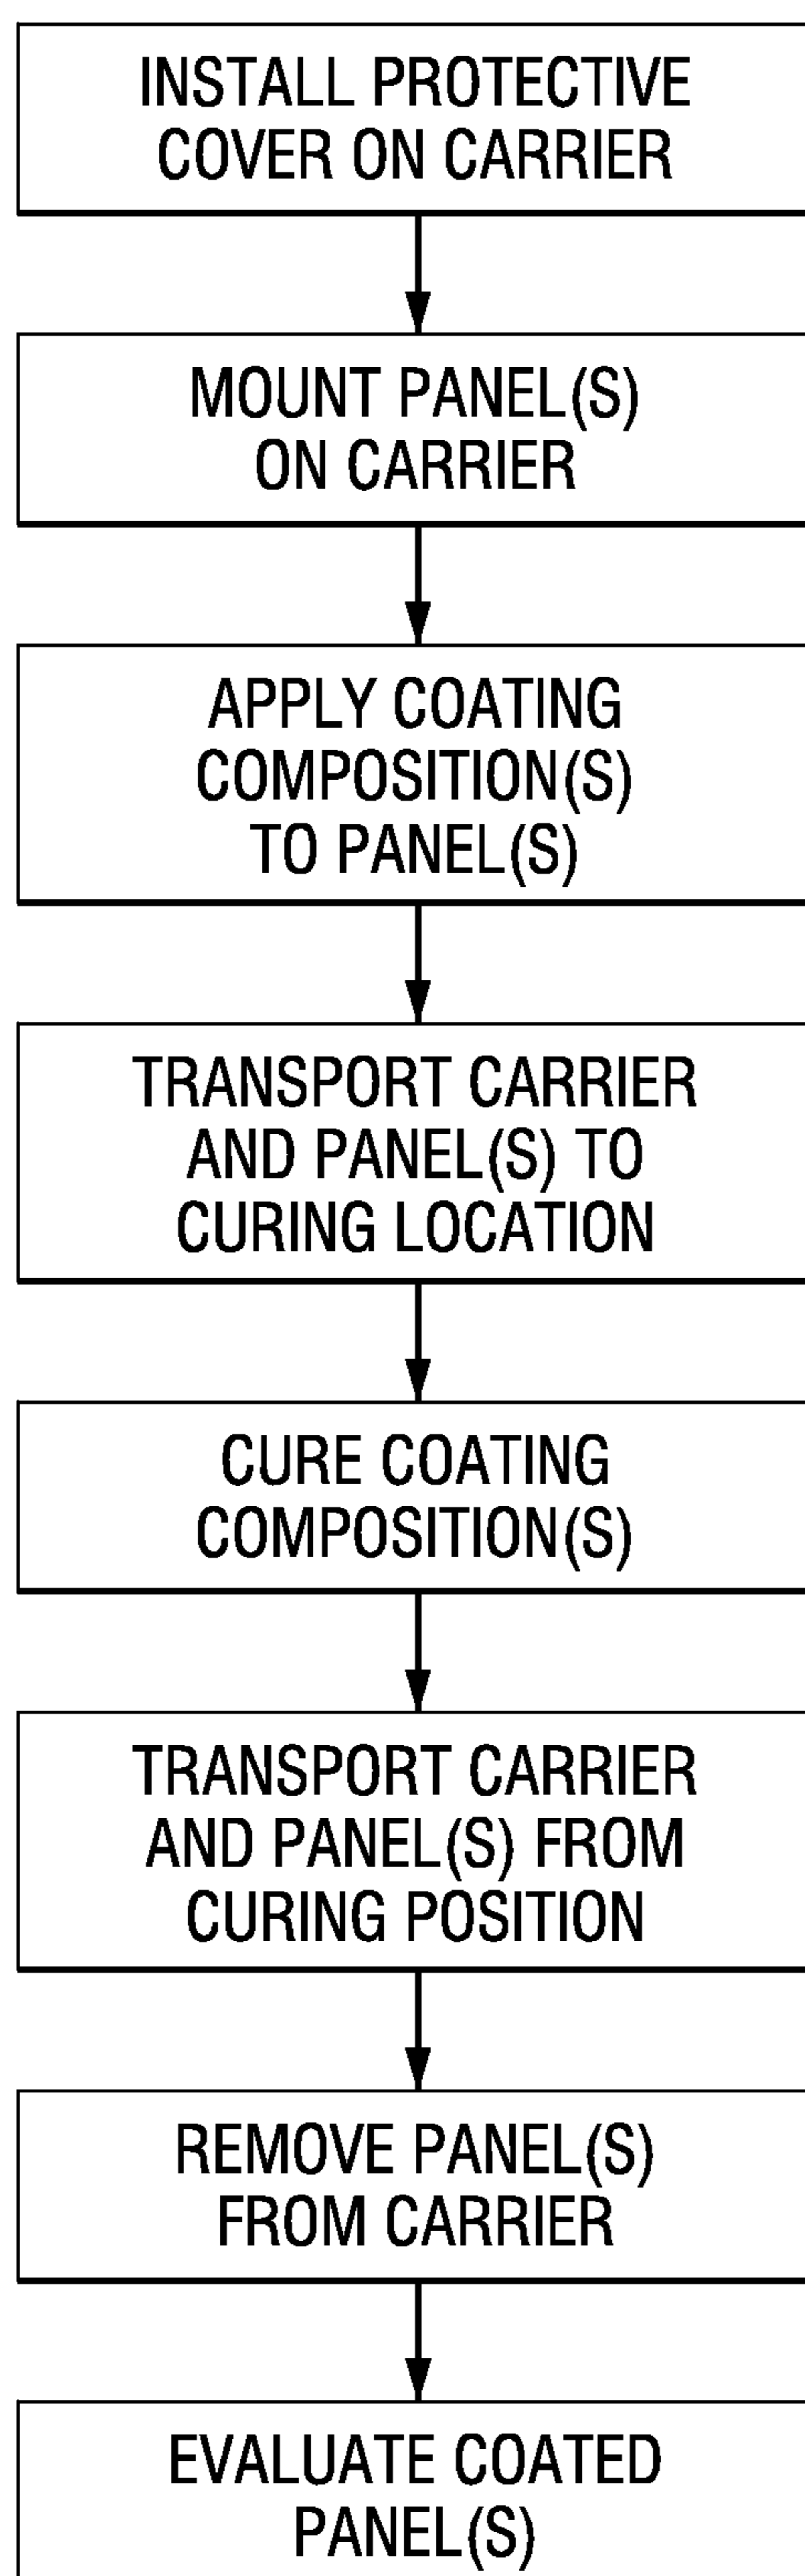 INSTALL PROTECTIVE
COVER ON CARRIER
MOUNT PANEL(S)
ON CARRIER
APPLY COATING
COMPOSITION(S)
TO PANEL(S)
TRANSPORT CARRIER
AND PANEL(S) TO
CURING LOCATION
CURE COATING
COMPOSITION(S)
TRANSPORT CARRIER
AND PANEL(S) FROM
CURING POSITION
REMOVE PANEL(S)
FROM CARRIER
EVALUATE COATED
PANEL(S)